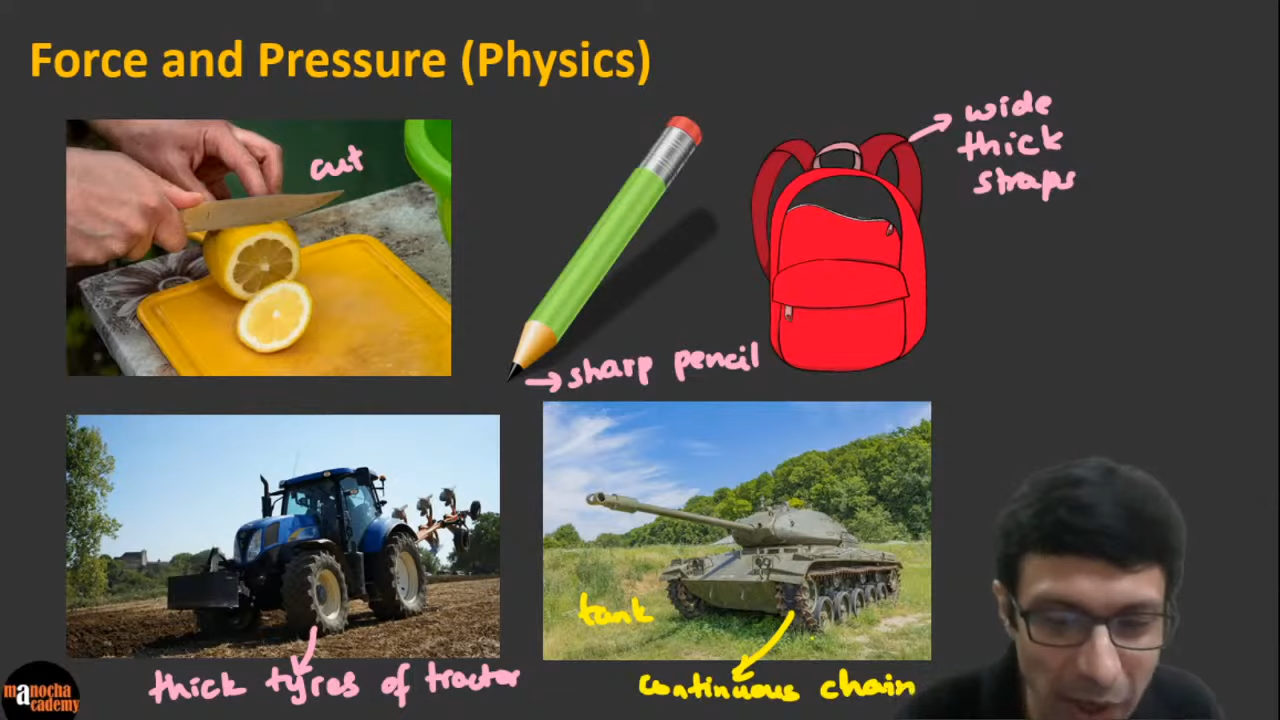 Force and Pressure (Physics)
cut
wide
thick
straps
sharp pencil
tank
thick tyres of tractor
continuous chain
manocha
academy